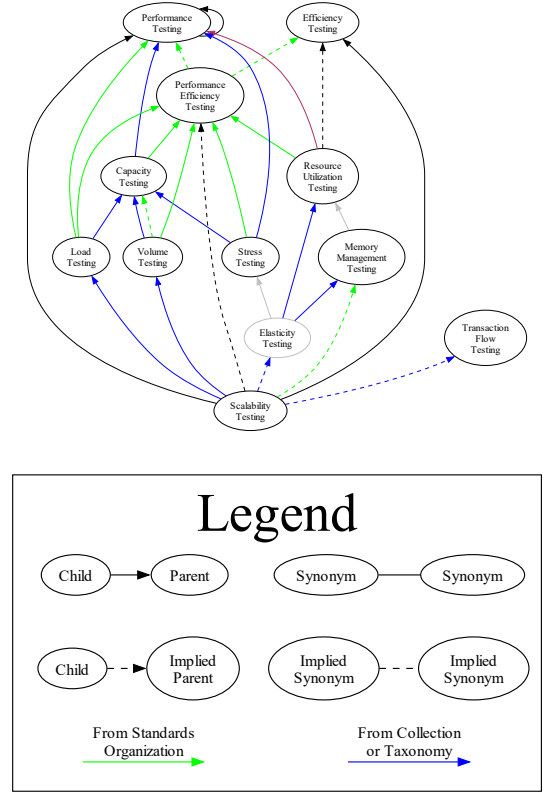 Performance
Testing
Efficiency
Testing
Performance
Efficiency
Testing
Capacity
Testing
Resource
Utilization
Testing
Load
Testing
Volume
Testing
Stress
Testing
Memory
Management
Testing
Elasticity
Testing
Transaction
Flow
Testing
Scalability
Testing
Legend
Child
Parent
Synonym
Synonym
Child
Implied
Parent
Implied
Synonym
Implied
Synonym
From Standards
Organization
From Collection
or Taxonomy